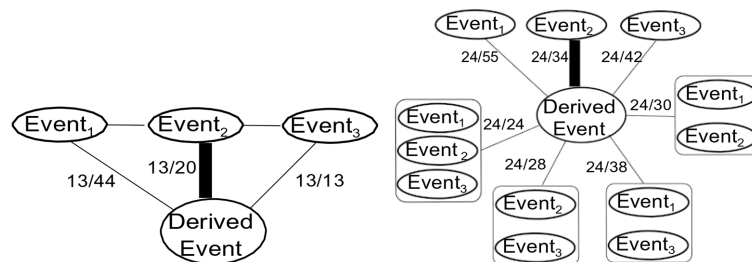 Event₁ Event₂ Event₃
13/44 13/20 13/13
Derived
Event
Event₁ Event₂ Event₃
24/55 24/34 24/42
Derived
Event
Event₁
Event₂
Event₃
24/24
24/30
Event₁
Event₂
24/28
Event₂
Event₃
24/38
Event₁
Event₃